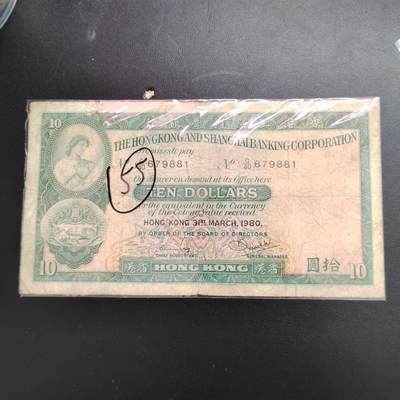 10
THE HONGKONG AND SHANGHAI BANKING CORPORATION
promises to pay
679881
Nº
679881
the Bearer on demand at its Office here
55
TEN DOLLARS
or the equivalent in the Currency
of the Colony Value received
HONG KONG 31ST MARCH, 1980,
BY ORDER OF THE BOARD OF DIRECTORS
CHIEF ACCOUNTANT
GENERAL MANAGER
10
香港
HONG KONG
香港
圓拾
10